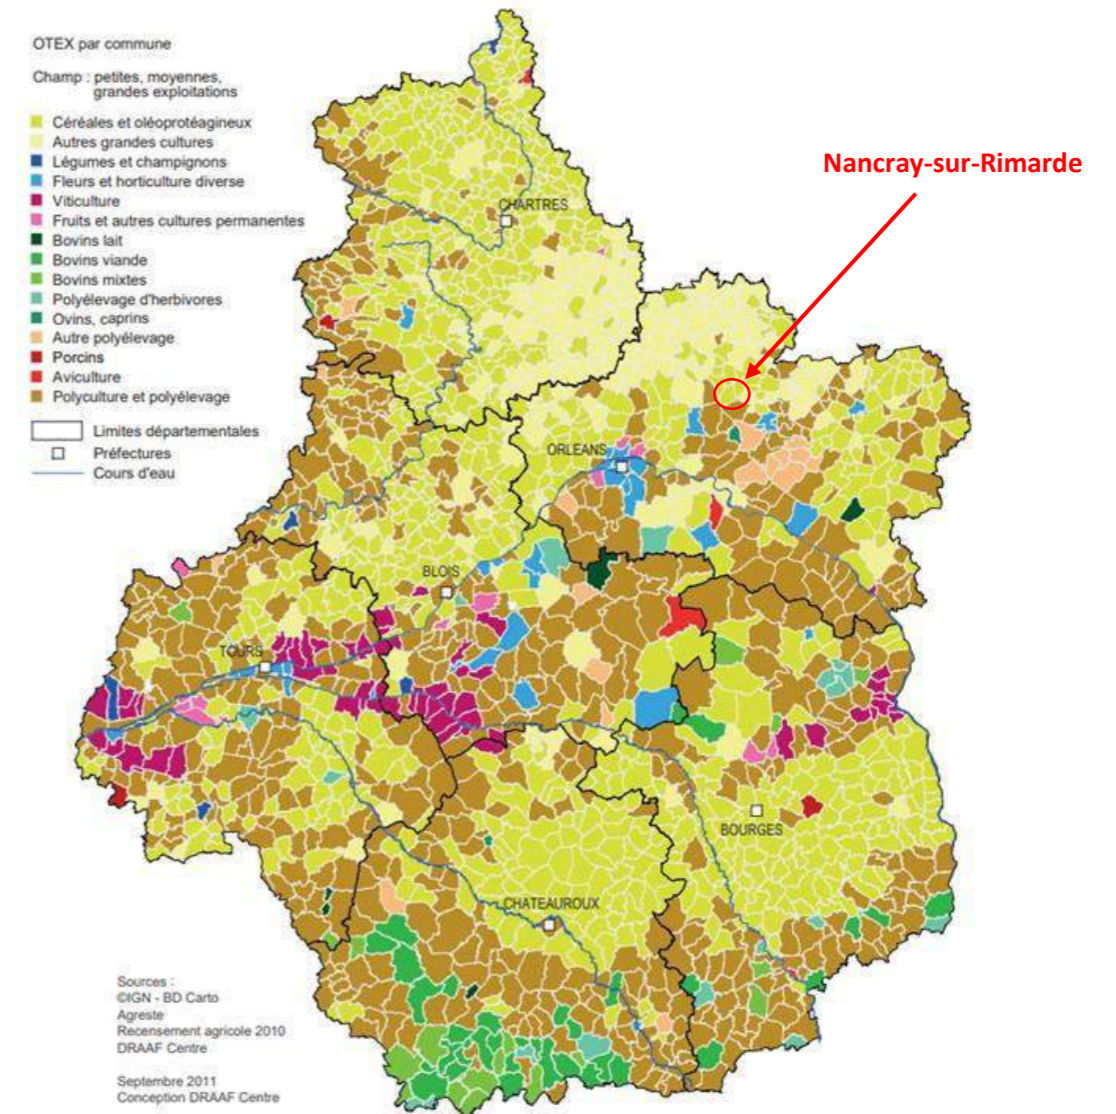 OTEX par commune
Champ : petites, moyennes,
grandes exploitations
Céréales et oléoprotéagineux
Autres grandes cultures
Légumes et champignons
Fleurs et horticulture diverse
Viticulture
Fruits et autres cultures permanentes
Bovins lait
Bovins viande
Bovins mixtes
Polyélevage d'herbivores
Ovins, caprins
Autre polyélevage
Porcins
Aviculture
Polyculture et polyélevage
Limites départementales
Préfectures
Cours d'eau
Nancray-sur-Rimarde
CHARTRES
ORLEANS
BLOIS
TOURS
BOURGES
CHATEAUROUX
Sources :
©IGN - BD Carto
Agreste
Recensement agricole 2010
DRAAF Centre
Septembre 2011
Conception DRAAF Centre